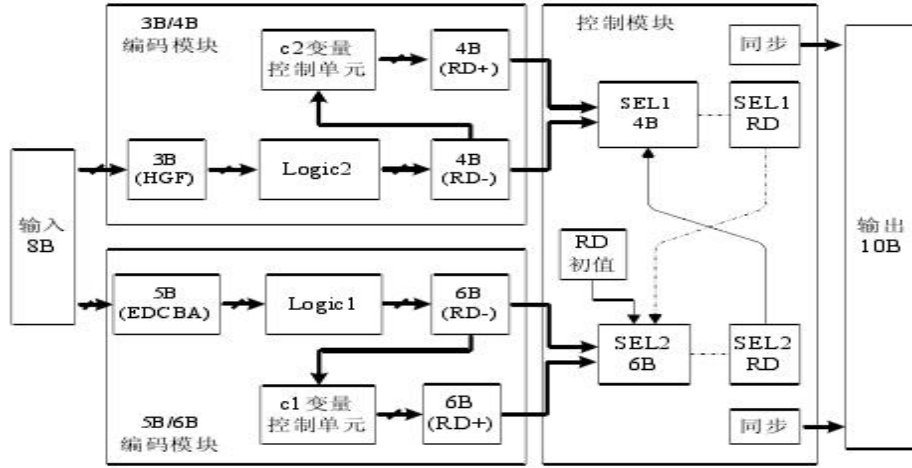 3B/4B
编码模块
c2变量
控制单元
4B
(RD+)
3B
(HGF)
Logic2
4B
(RD-)
输入
8B
5B
(EDCBA)
Logic1
6B
(RD-)
c1变量
控制单元
6B
(RD+)
5B/6B
编码模块
控制模块
同步
SEL1
4B
SEL1
RD
RD
初值
SEL2
6B
SEL2
RD
同步
输出
10B